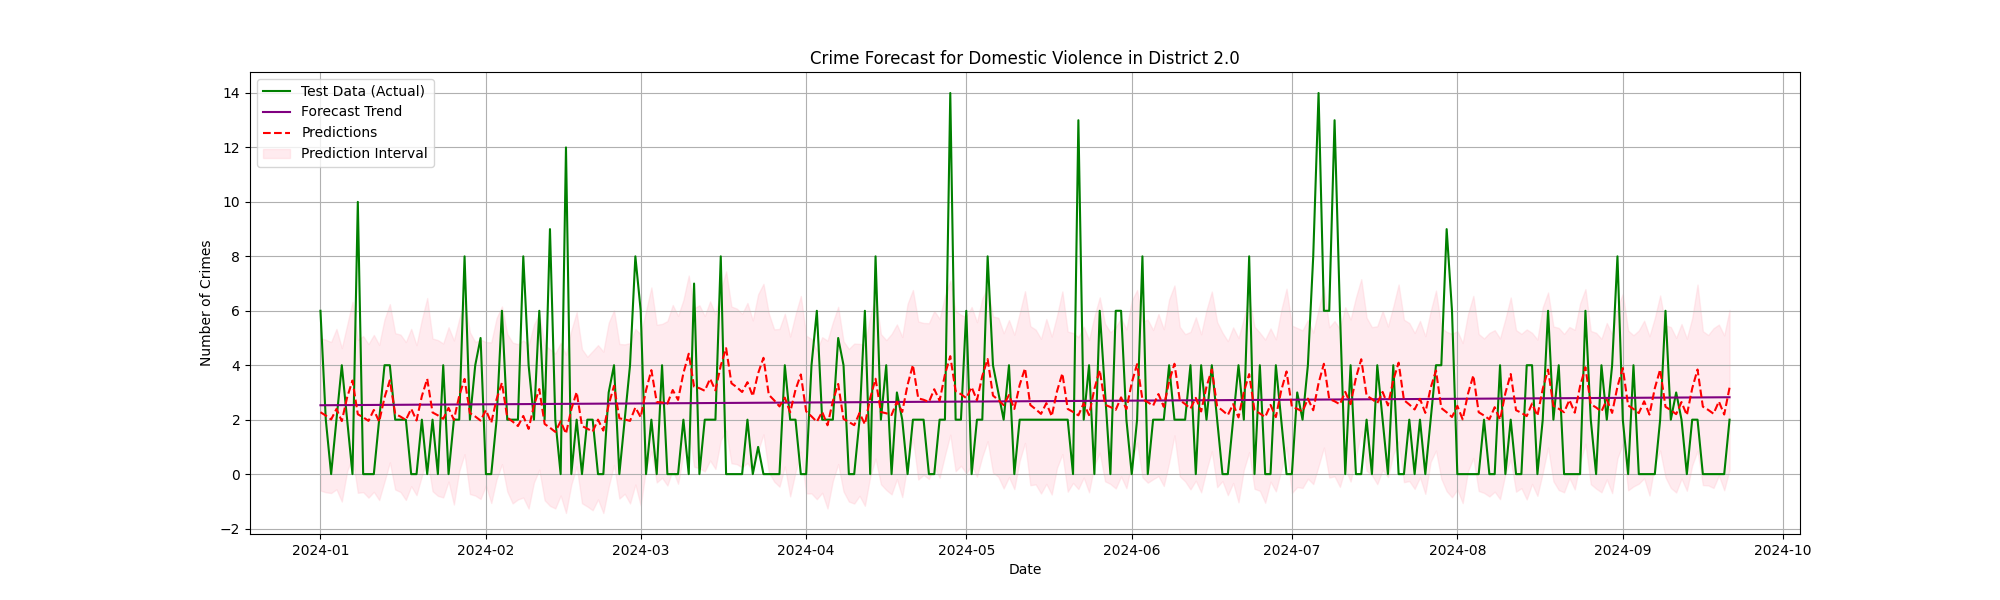 Crime Forecast for Domestic Violence in District 2.0
Test Data (Actual)
Forecast Trend
Predictions
Prediction Interval
Number of Crimes
14
12
10
8
6
4
2
0
−2
2024-01
2024-02
2024-03
2024-04
2024-05
2024-06
2024-07
2024-08
2024-09
2024-10
Date